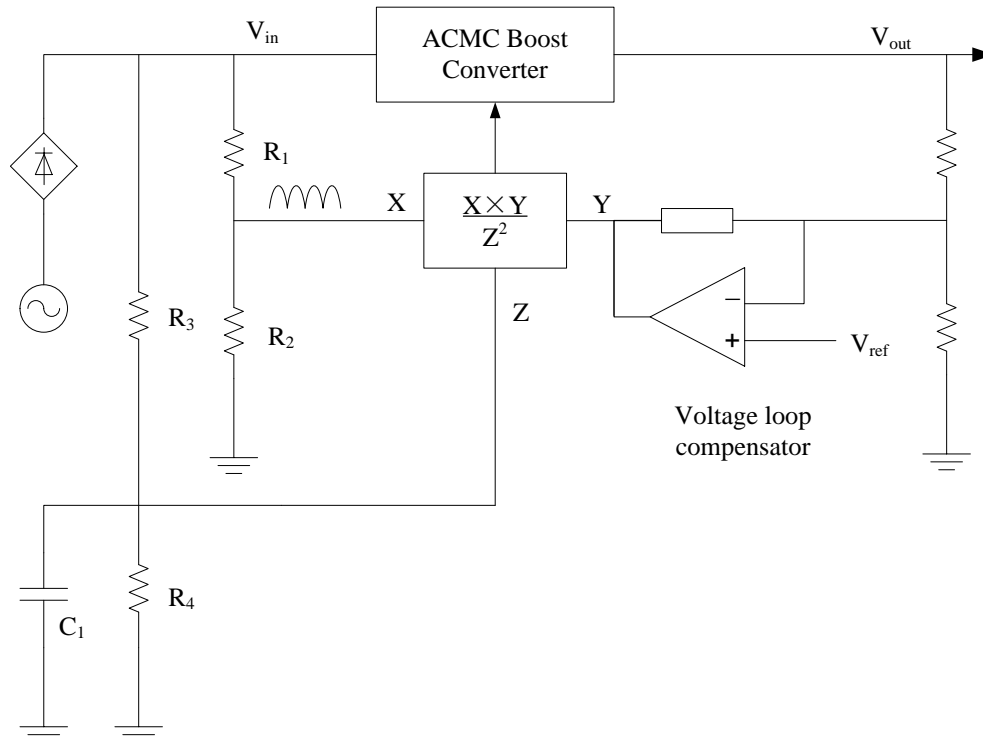 V_in
ACMC Boost
Converter
V_out
R_1
X
X×Y
Z^2
Y
R_3
R_2
Z
−
+
V_ref
Voltage loop
compensator
C_1
R_4